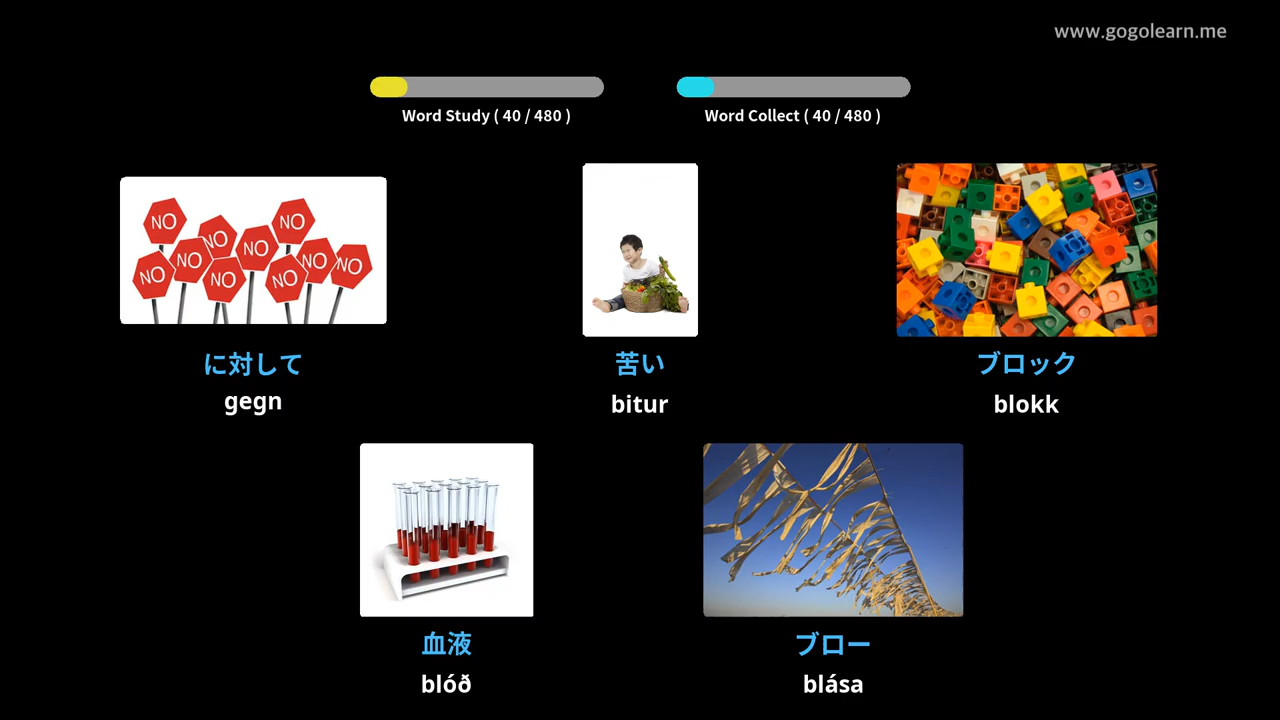 www.gogolearn.me
Word Study ( 40 / 480 )
Word Collect ( 40 / 480 )
NO
NO
NO
NO
NO
NO
NO
NO
NO
NO
に対して
gegn
苦い
bitur
ブロック
blokk
血液
blóð
ブロー
blása